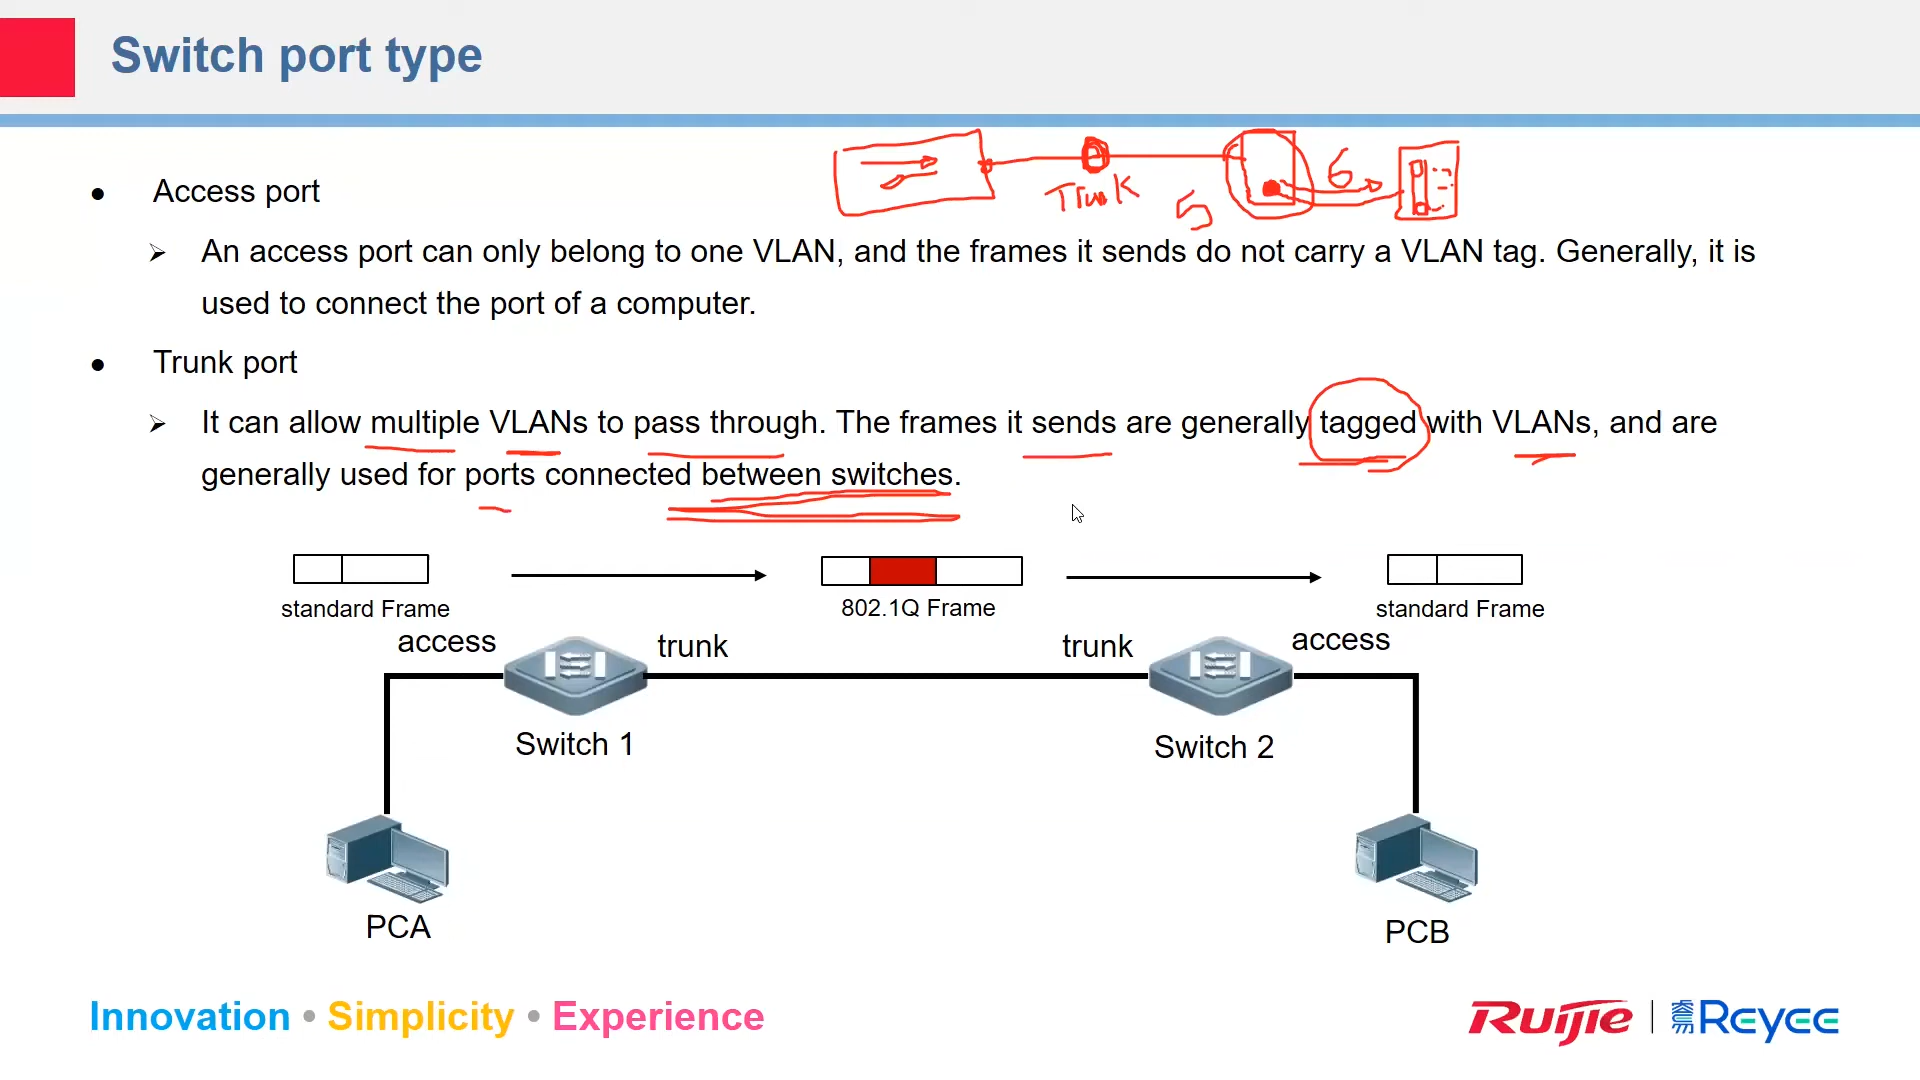 Switch port type
Trunk
5
6
Access port
An access port can only belong to one VLAN, and the frames it sends do not carry a VLAN tag. Generally, it is
used to connect the port of a computer.
Trunk port
It can allow multiple VLANs to pass through. The frames it sends are generally tagged with VLANs, and are
generally used for ports connected between switches.
standard Frame
802.1Q Frame
standard Frame
access
trunk
trunk
access
Switch 1
Switch 2
PCA
PCB
Innovation • Simplicity • Experience
Ruijie | Reyee